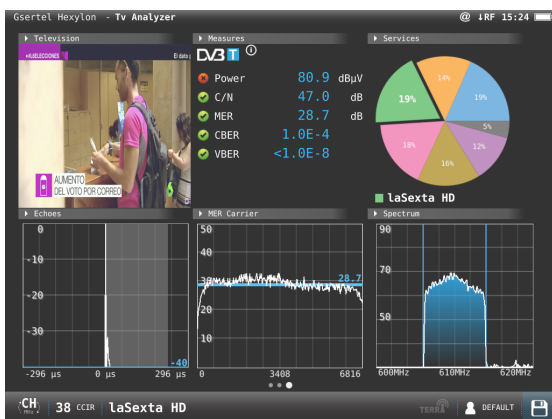 Gsertel Hexylon - Tv Analyzer
@ ↓RF 15:24
Television
#L6ELECCIONES
El dato
AUMENTO
DEL VOTO POR CORREO
Measures
DVB T
Power 80.9 dBµV
C/N 47.0 dB
MER 28.7 dB
CBER 1.0E-4
VBER <1.0E-8
Services
14%
19%
19%
5%
12%
18%
16%
laSexta HD
Echoes
0
-10
-20
-30
-40
-296 µs 0 µs 296 µs
MER Carrier
50
40
30
28.7
20
10
0 3408 6816
Spectrum
90
70
50
600MHz 610MHz 620MHz
CH
MHz
38 CCIR laSexta HD
TERRA
DEFAULT